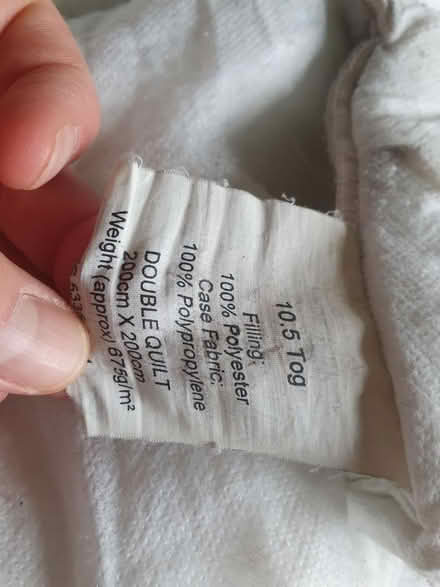 10.5 Tog
Filling:
100% Polyester
Case Fabric:
100% Polypropylene
DOUBLE QUILT
200cm X 200cm
Weight (approx) 675g/m²